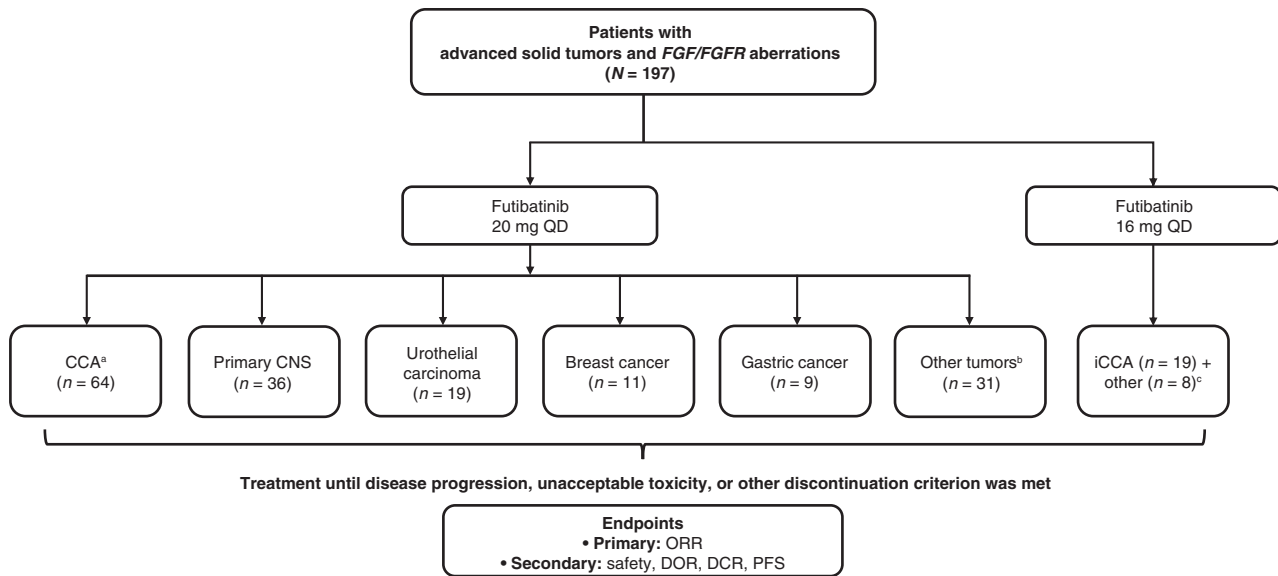 Patients with
advanced solid tumors and FGF/FGFR aberrations
(N = 197)
Futibatinib
20 mg QD
Futibatinib
16 mg QD
CCAa
(n = 64)
Primary CNS
(n = 36)
Urothelial
carcinoma
(n = 19)
Breast cancer
(n = 11)
Gastric cancer
(n = 9)
Other tumorsb
(n = 31)
iCCA (n = 19) +
other (n = 8)c
Treatment until disease progression, unacceptable toxicity, or other discontinuation criterion was met
Endpoints
• Primary: ORR
• Secondary: safety, DOR, DCR, PFS